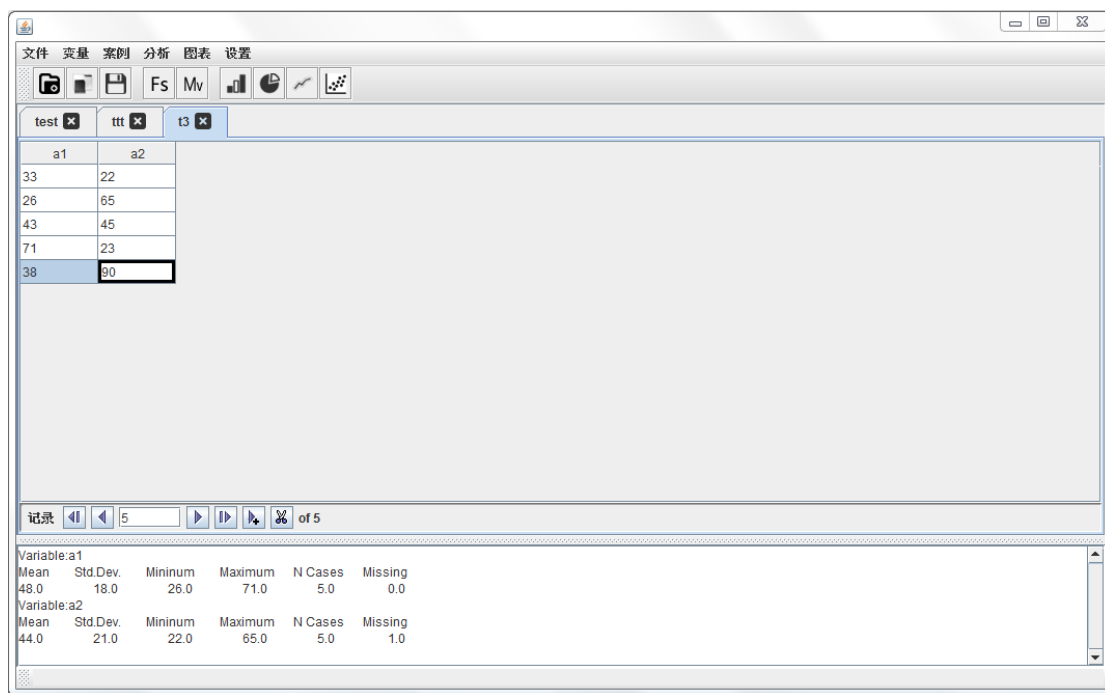 文件 变量 案例 分析 图表 设置
Fs Mv
test ttt t3
a1 a2
33 22
26 65
43 45
71 23
38 90
记录 5 of 5
Variable:a1
Mean Std.Dev. Mininum Maximum N Cases Missing
48.0 18.0 26.0 71.0 5.0 0.0
Variable:a2
Mean Std.Dev. Mininum Maximum N Cases Missing
44.0 21.0 22.0 65.0 5.0 1.0